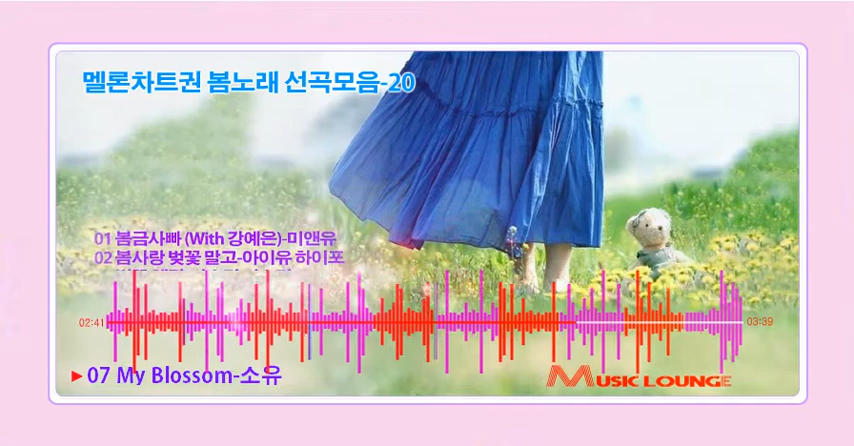 멜론차트권 봄노래 선곡모음-20
01 봄금사빠 (With 강예은)-미앤유
02 봄사랑 벚꽃 말고-아이유 하이포
02:41
03:39
▶07 My Blossom-소유
MUSIC LOUNGE